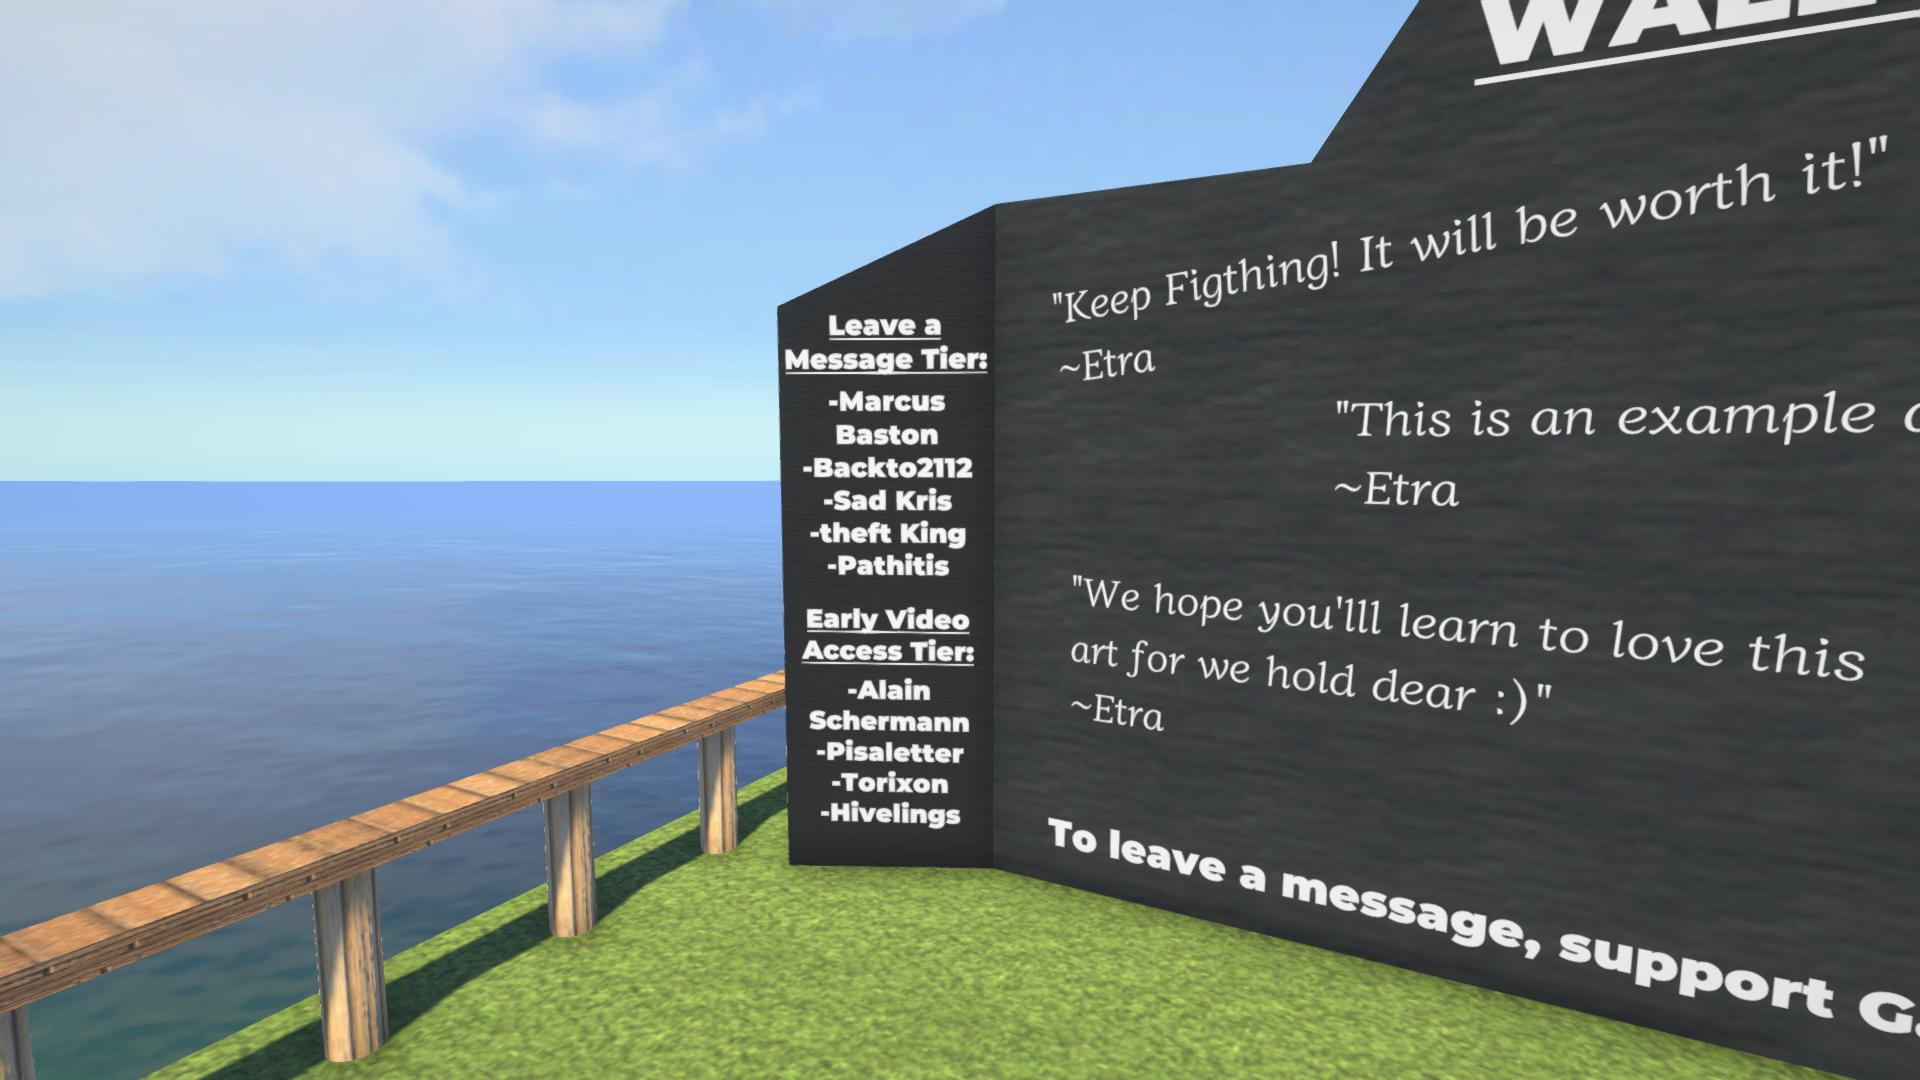 Leave a
Message Tier:
-Marcus
Baston
-Backto2112
-Sad Kris
-theft King
-Pathitis
Early Video
Access Tier:
-Alain
Schermann
-Pisaletter
-Torixon
-Hivelings
"Keep Figthing! It will be worth it!"
~Etra
"This is an example
~Etra
"We hope you'lll learn to love this
art for we hold dear :)"
~Etra
To leave a message, support